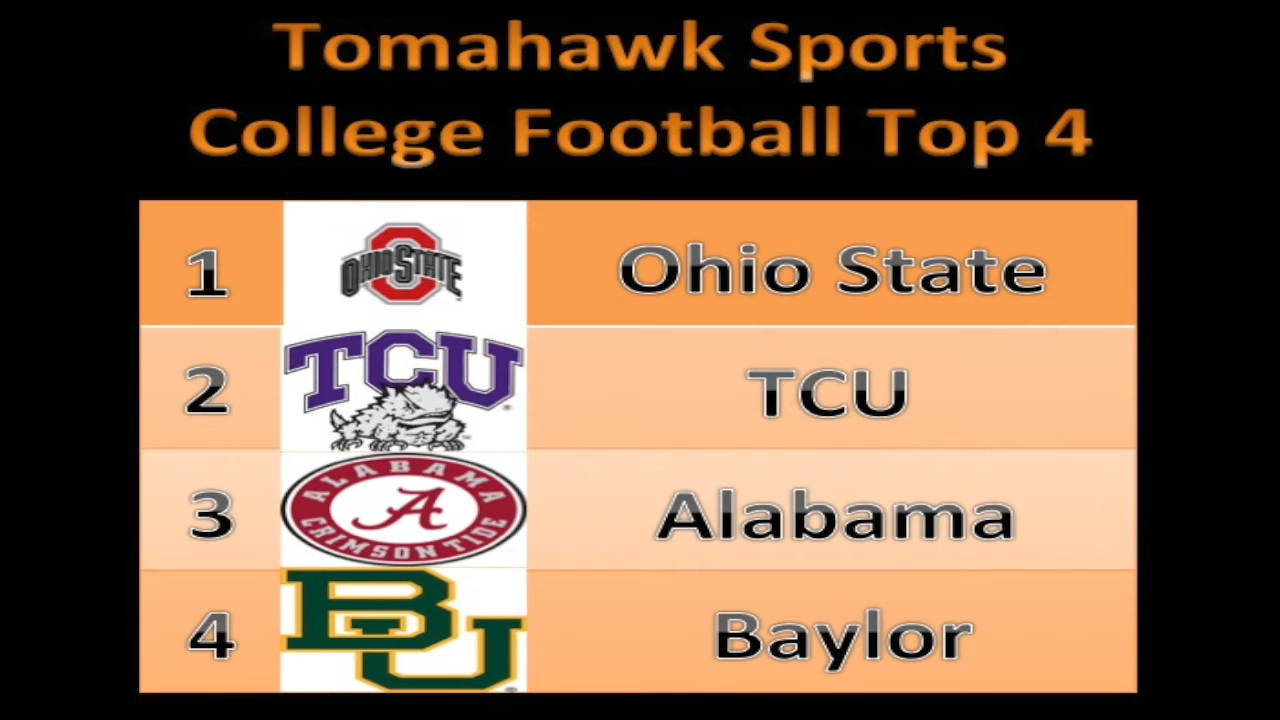 Tomahawk Sports
College Football Top 4
1 OHIO STATE Ohio State
2 TCU TCU
3 ALABAMA A CRIMSON TIDE Alabama
4 BU Baylor